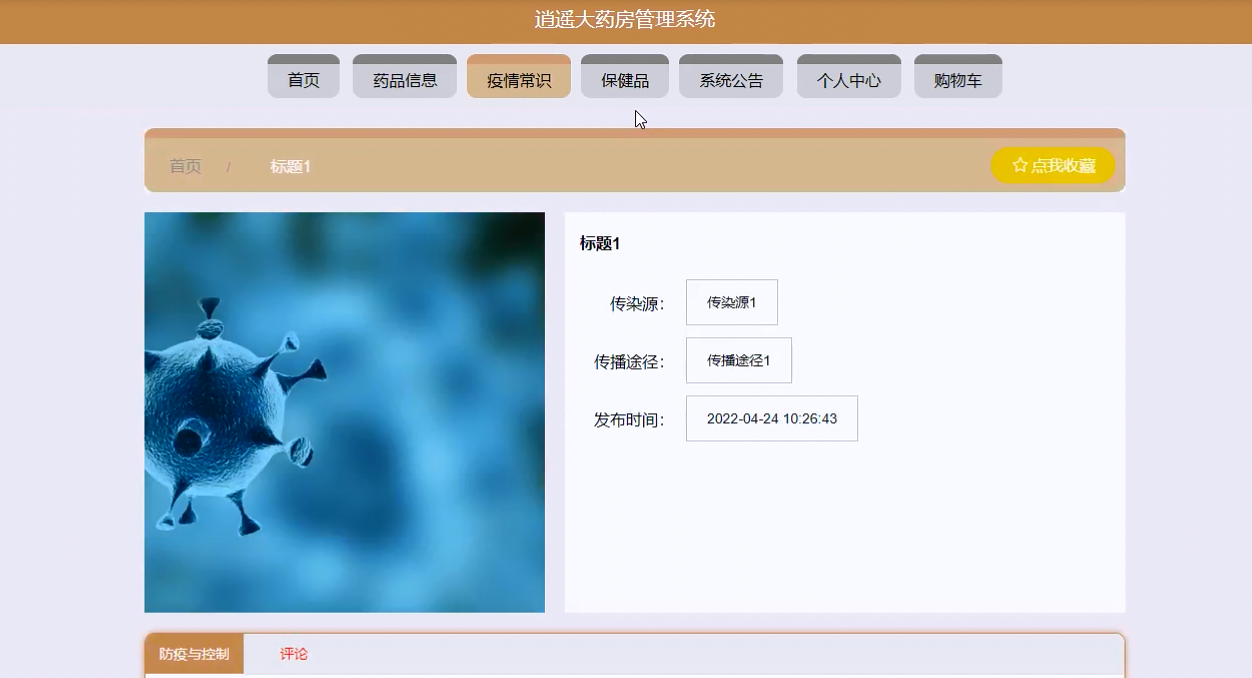 逍遥大药房管理系统
首页 药品信息 疫情常识 保健品 系统公告 个人中心 购物车
首页 / 标题1 ☆点我收藏
标题1
传染源： 传染源1
传播途径： 传播途径1
发布时间： 2022-04-24 10:26:43
防疫与控制 评论